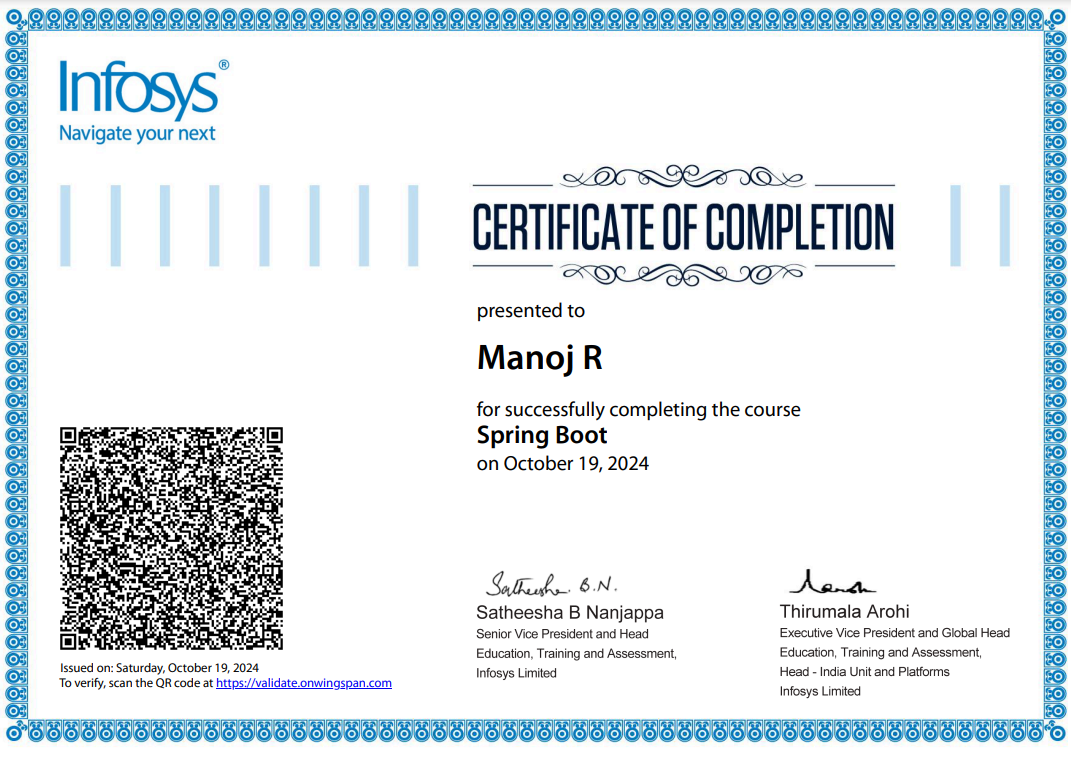 Infosys®
Navigate your next
CERTIFICATE OF COMPLETION
presented to
Manoj R
for successfully completing the course
Spring Boot
on October 19, 2024
Satheesha B.N.
Satheesha B Nanjappa
Senior Vice President and Head
Education, Training and Assessment,
Infosys Limited
Thirumala Arohi
Executive Vice President and Global Head
Education, Training and Assessment,
Head - India Unit and Platforms
Infosys Limited
Issued on: Saturday, October 19, 2024
To verify, scan the QR code at https://validate.onwingspan.com